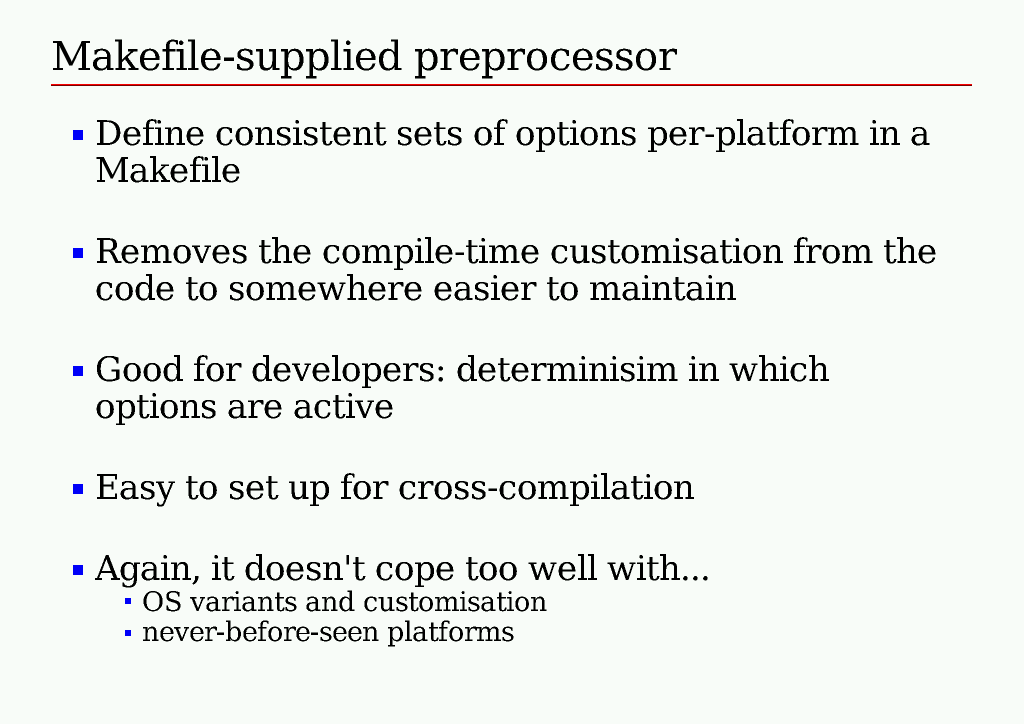 Makefile-supplied preprocessor
Define consistent sets of options per-platform in a
Makefile
Removes the compile-time customisation from the
code to somewhere easier to maintain
Good for developers: determinisim in which
options are active
Easy to set up for cross-compilation
Again, it doesn't cope too well with...
OS variants and customisation
never-before-seen platforms